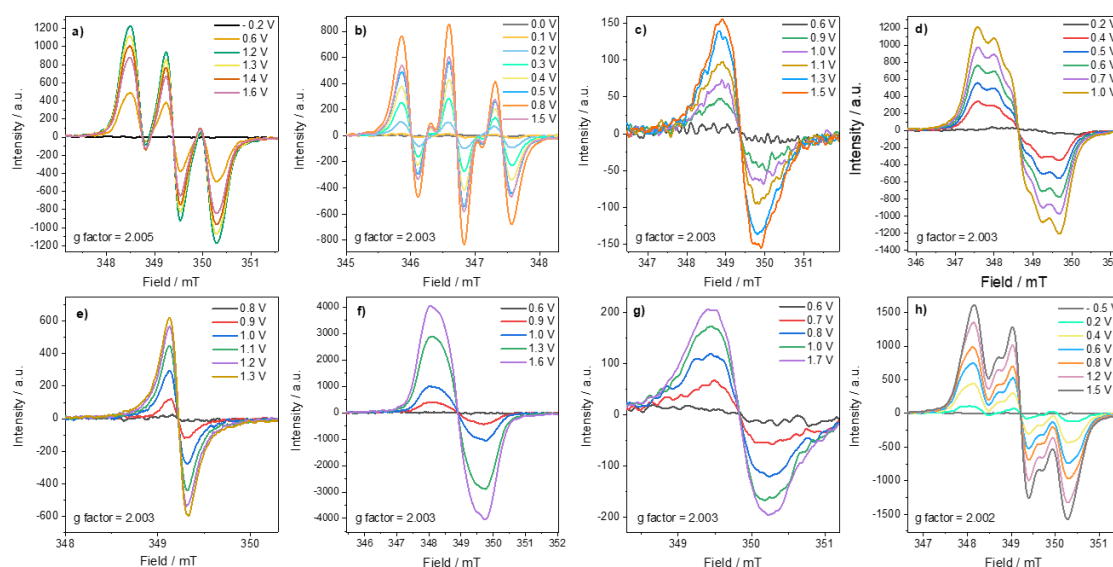 a)
- 0.2 V
0.6 V
1.2 V
1.3 V
1.4 V
1.6 V
1200
1000
800
600
400
200
0
-200
-400
-600
-800
-1000
-1200
Intensity / a.u.
g factor = 2.005
348 349 350 351
Field / mT
b)
0.0 V
0.1 V
0.2 V
0.3 V
0.4 V
0.5 V
0.8 V
1.5 V
800
600
400
200
0
-200
-400
-600
-800
Intensity / a.u.
g factor = 2.003
345 346 347 348
Field / mT
c)
0.6 V
0.9 V
1.0 V
1.1 V
1.3 V
1.5 V
150
100
50
0
-50
-100
-150
Intensity / a.u.
g factor = 2.003
347 348 349 350 351
Field / mT
d)
0.2 V
0.4 V
0.5 V
0.6 V
0.7 V
1.0 V
1200
1000
800
600
400
200
0
-200
-400
-600
-800
-1000
-1200
-1400
Intensity / a.u.
g factor = 2.003
347 348 349 350 351
Field / mT
e)
0.8 V
0.9 V
1.0 V
1.1 V
1.2 V
1.3 V
600
400
200
0
-200
-400
-600
Intensity / a.u.
g factor = 2.003
348 349 350
Field / mT
f)
0.6 V
0.9 V
1.0 V
1.3 V
1.6 V
4000
3000
2000
1000
0
-1000
-2000
-3000
-4000
Intensity / a.u.
g factor = 2.003
346 347 348 349 350 351 352
Field / mT
g)
0.6 V
0.7 V
0.8 V
1.0 V
1.7 V
200
100
0
-100
-200
Intensity / a.u.
g factor = 2.003
349 350 351
Field / mT
h)
- 0.5 V
0.2 V
0.4 V
0.6 V
0.8 V
1.2 V
1.5 V
1500
1000
500
0
-500
-1000
-1500
Intensity / a.u.
g factor = 2.002
347 348 349 350 351
Field / mT